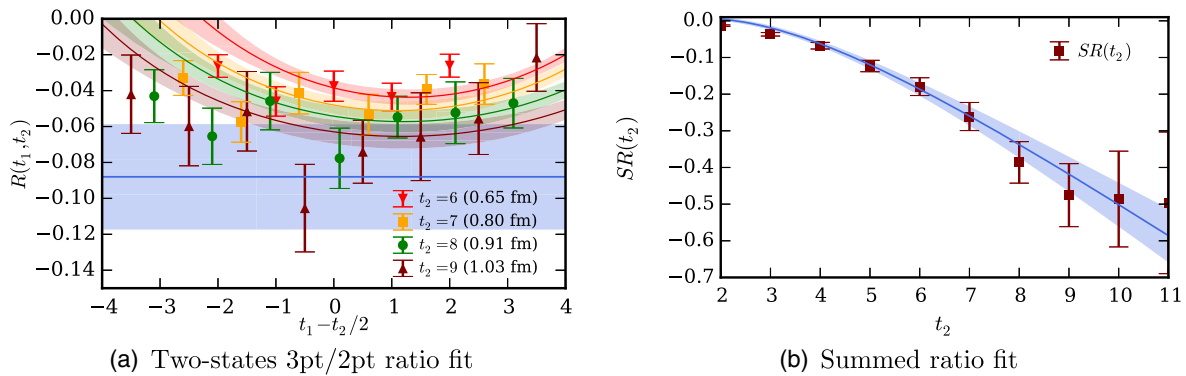 0.00
−0.02
−0.04
−0.06
−0.08
−0.10
−0.12
−0.14
R(t₁,t₂)
t₂ =6 (0.65 fm)
t₂ =7 (0.80 fm)
t₂ =8 (0.91 fm)
t₂ =9 (1.03 fm)
−4 −3 −2 −1 0 1 2 3 4
t₁−t₂/2
(a) Two-states 3pt/2pt ratio fit
0.0
−0.1
−0.2
−0.3
−0.4
−0.5
−0.6
−0.7
SR(t₂)
SR(t₂)
2 3 4 5 6 7 8 9 10 11
t₂
(b) Summed ratio fit